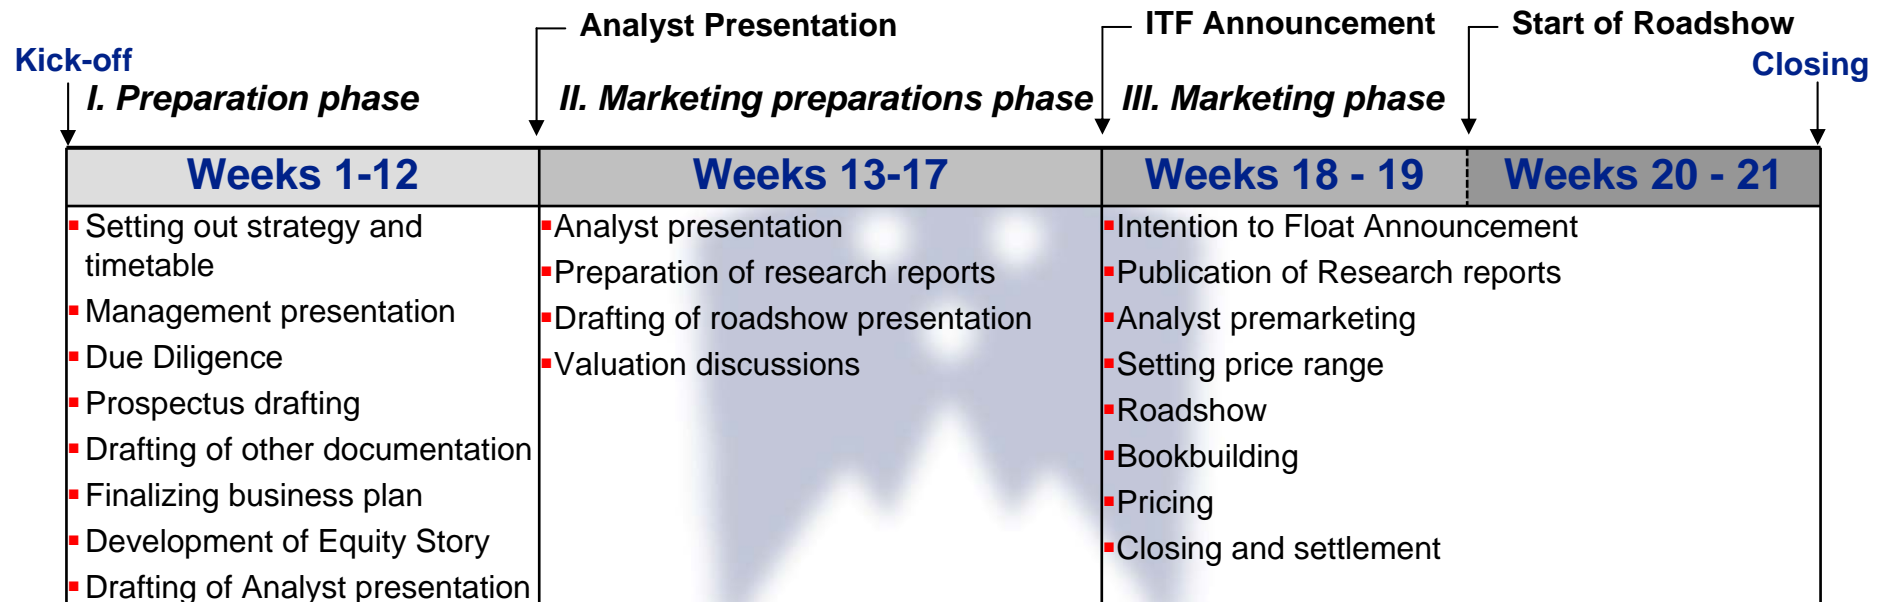 Analyst Presentation
ITF Announcement
Start of Roadshow
Kick-off
Closing
I. Preparation phase
II. Marketing preparations phase
III. Marketing phase
Weeks 1-12
Weeks 13-17
Weeks 18 - 19
Weeks 20 - 21
Setting out strategy and
timetable
Management presentation
Due Diligence
Prospectus drafting
Drafting of other documentation
Finalizing business plan
Development of Equity Story
Drafting of Analyst presentation
Analyst presentation
Preparation of research reports
Drafting of roadshow presentation
Valuation discussions
Intention to Float Announcement
Publication of Research reports
Analyst premarketing
Setting price range
Roadshow
Bookbuilding
Pricing
Closing and settlement